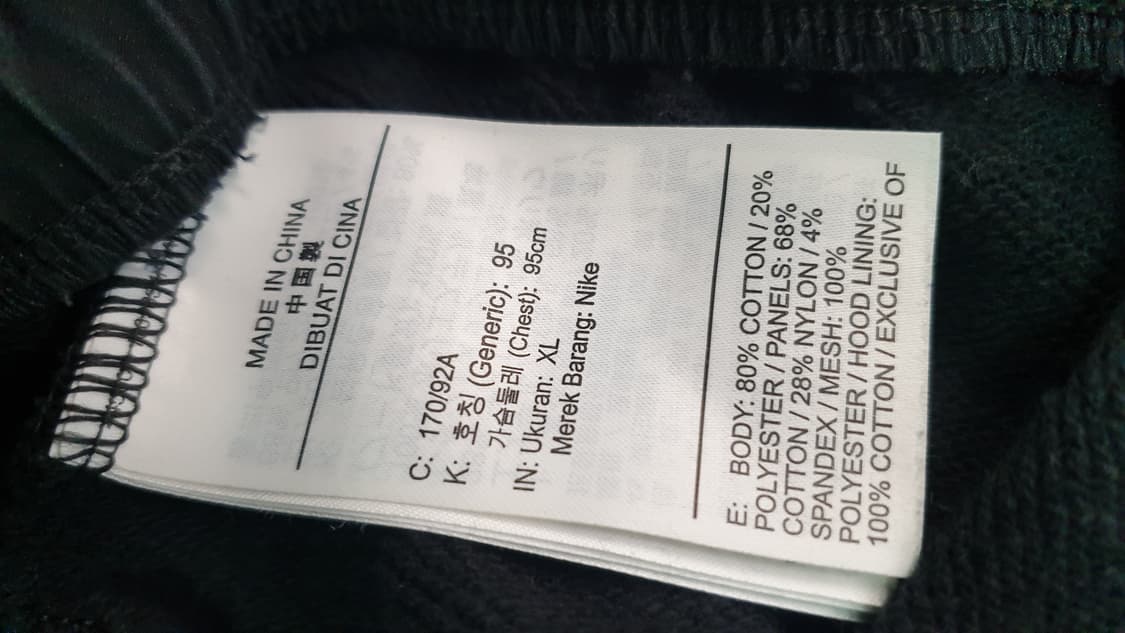 MADE IN CHINA
中国製
DIBUAT DI CINA
C: 170/92A
K: 호칭 (Generic): 95
가슴둘레 (Chest): 95cm
IN: Ukuran: XL
Merek Barang: Nike
E: BODY: 80% COTTON / 20%
POLYESTER / PANELS: 68%
COTTON / 28% NYLON / 4%
SPANDEX / MESH: 100%
POLYESTER / HOOD LINING:
100% COTTON / EXCLUSIVE OF